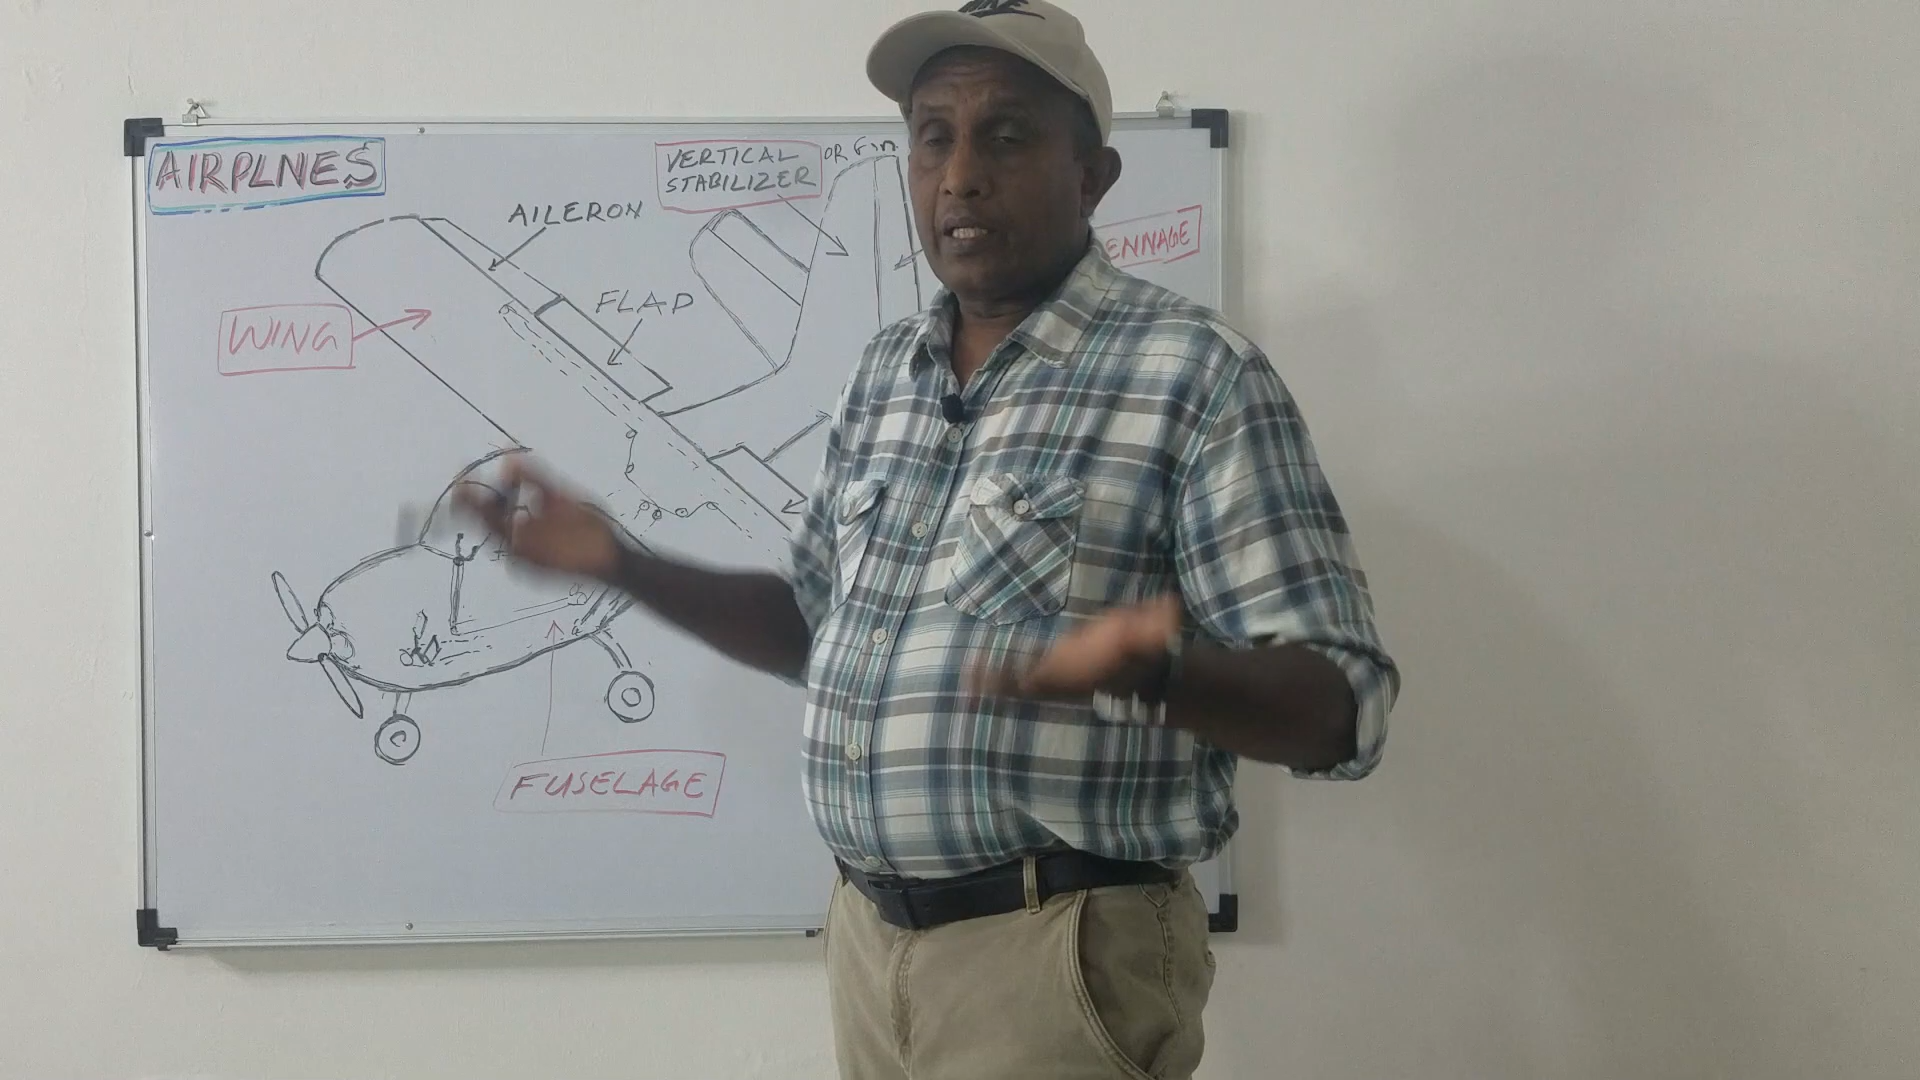 AIRPLNES
VERTICAL
STABILIZER
OR Fin
AILERON
ENNAGE
FLAP
WING
FUSELAGE